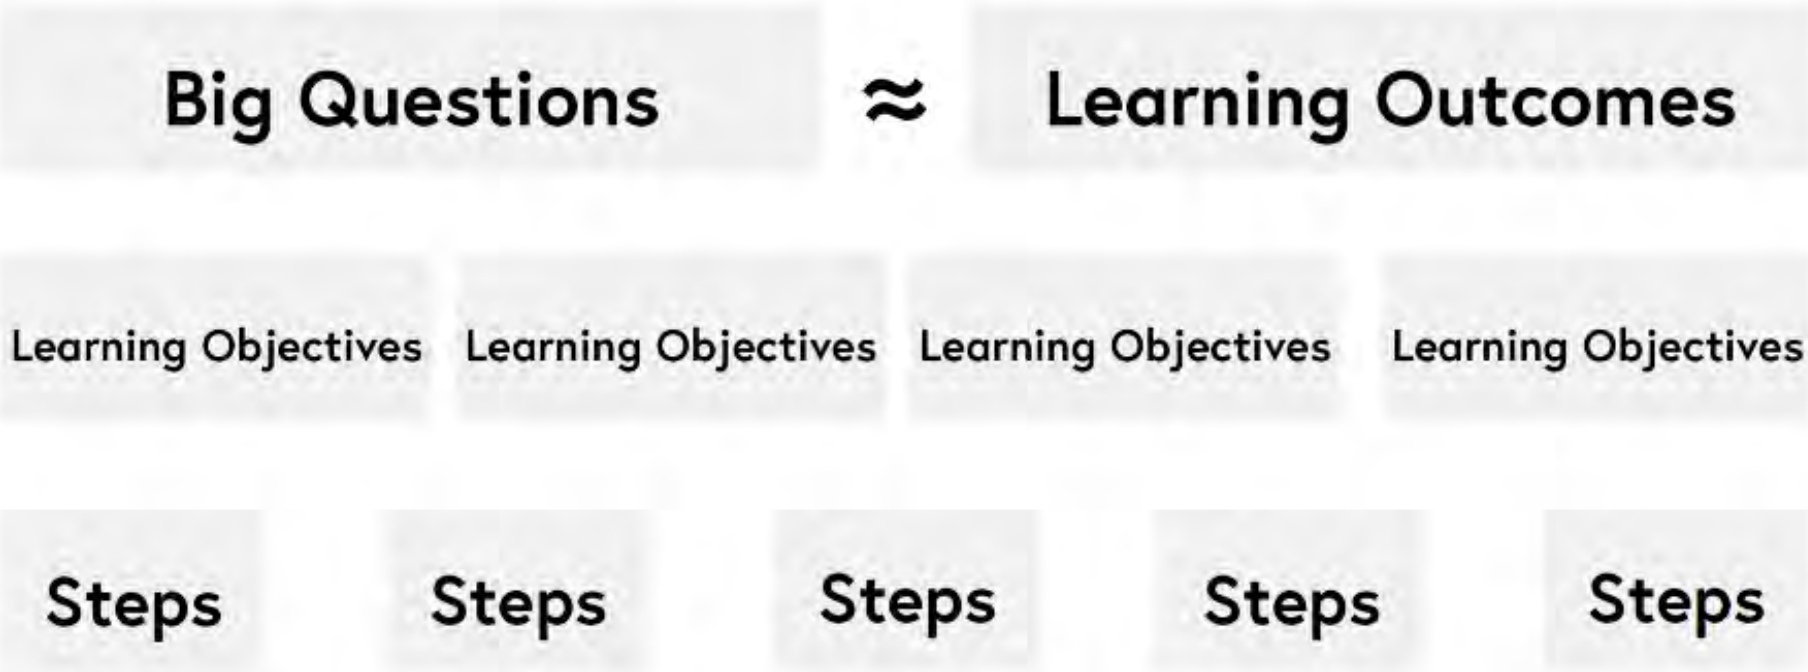 Big Questions ≈ Learning Outcomes
Learning Objectives Learning Objectives Learning Objectives Learning Objectives
Steps Steps Steps Steps Steps